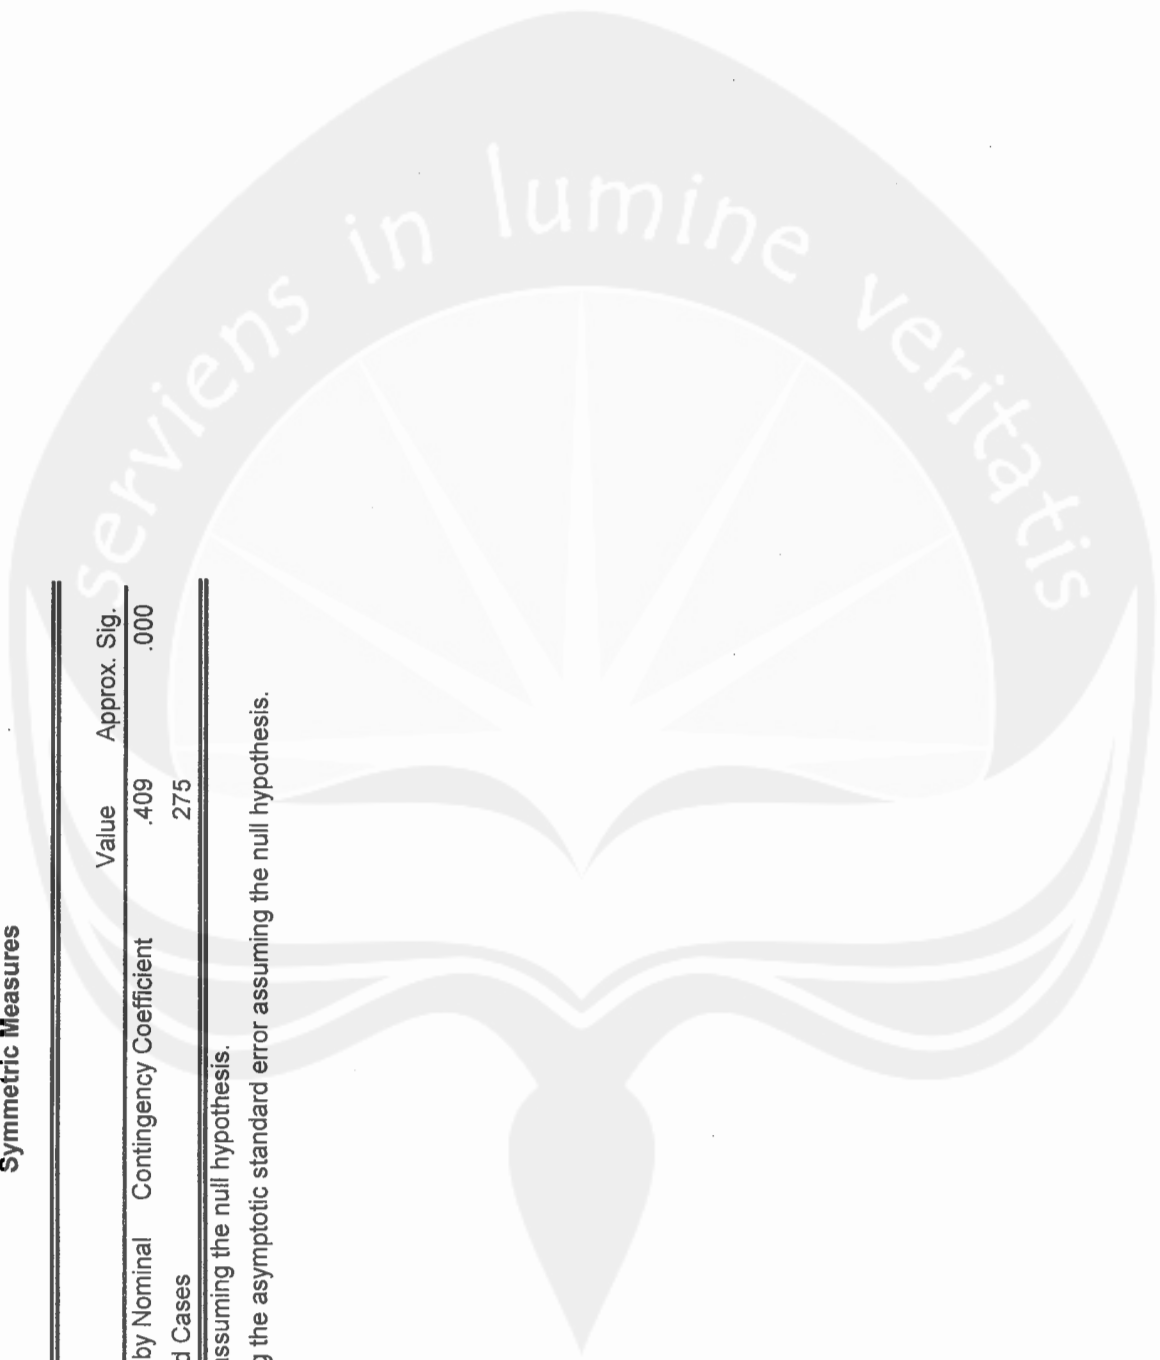 serviens in lumine veritatis
Symmetric Measures
Value Approx. Sig.
by Nominal Contingency Coefficient .409 .000
d Cases 275
ssuming the null hypothesis.
g the asymptotic standard error assuming the null hypothesis.